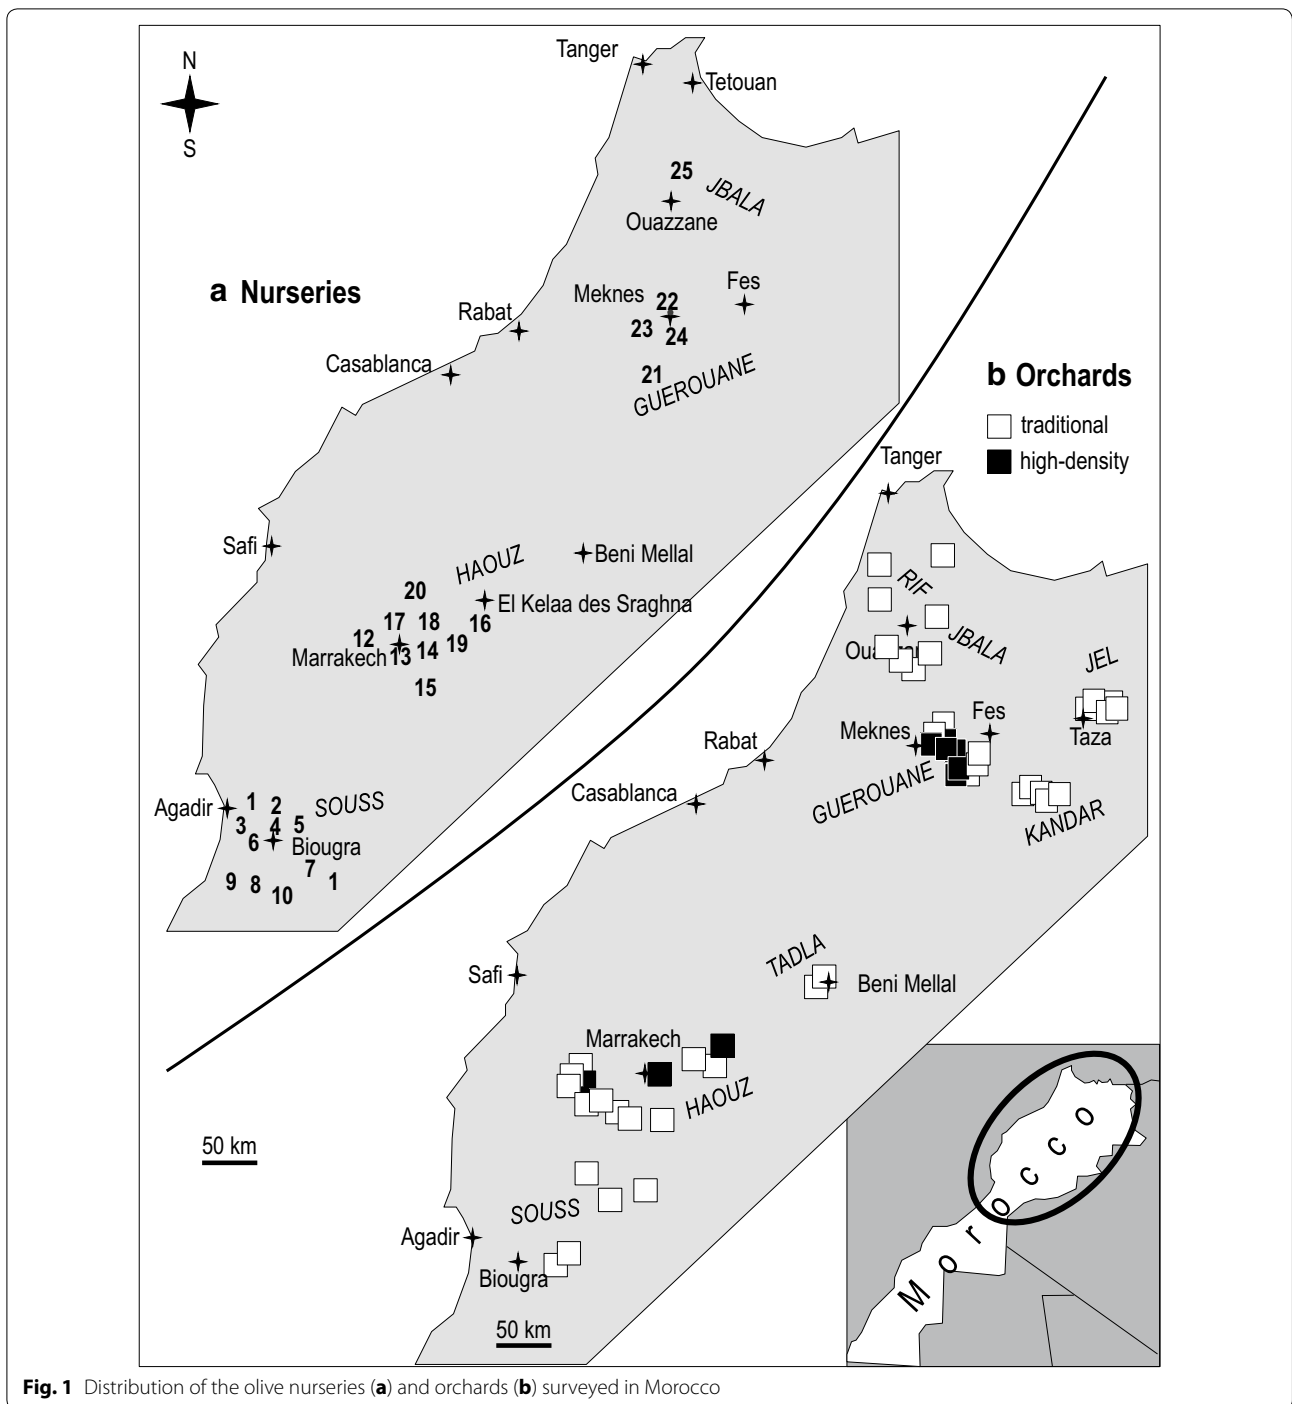 N
S
Tanger
Tetouan
25
JBALA
Ouazzane
a Nurseries
Meknes
22
Fes
23
24
Rabat
Casablanca
21
GUEROUANE
Safi
HAOUZ
Beni Mellal
20
El Kelaa des Sraghna
17
18
16
12
19
Marrakech
13
14
15
Agadir
1
2
SOUSS
3
4
5
6
Biougra
7
9
8
10
1
b Orchards
traditional
high-density
Tanger
RIF
JBALA
JEL
Fes
Meknes
Taza
Rabat
GUEROUANE
Casablanca
KANDAR
TADLA
Safi
Beni Mellal
Marrakech
HAOUZ
50 km
SOUSS
Agadir
Biougra
50 km
Morocco
Fig. 1 Distribution of the olive nurseries (a) and orchards (b) surveyed in Morocco